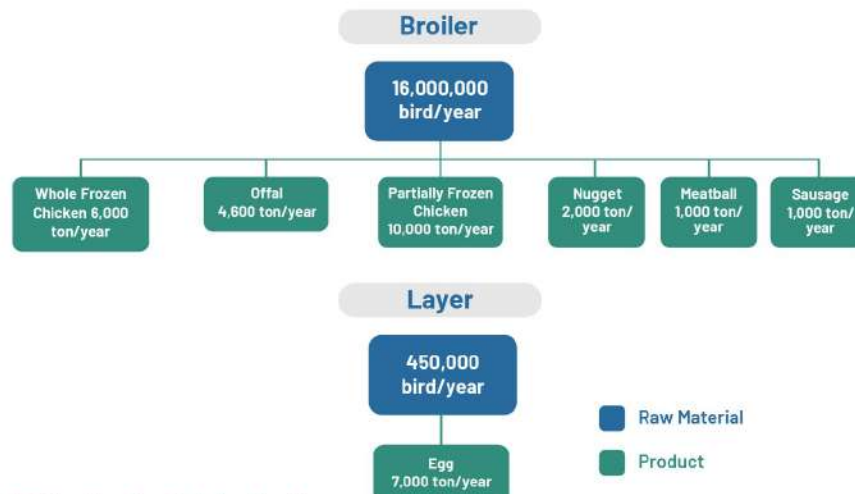 Broiler
16,000,000
bird/year
Whole Frozen
Chicken 6,000
ton/year
Offal
4,600 ton/year
Partially Frozen
Chicken
10,000 ton/year
Nugget
2,000 ton/
year
Meatball
1,000 ton/
year
Sausage
1,000 ton/
year
Layer
450,000
bird/year
Egg
7,000 ton/year
Raw Material
Product